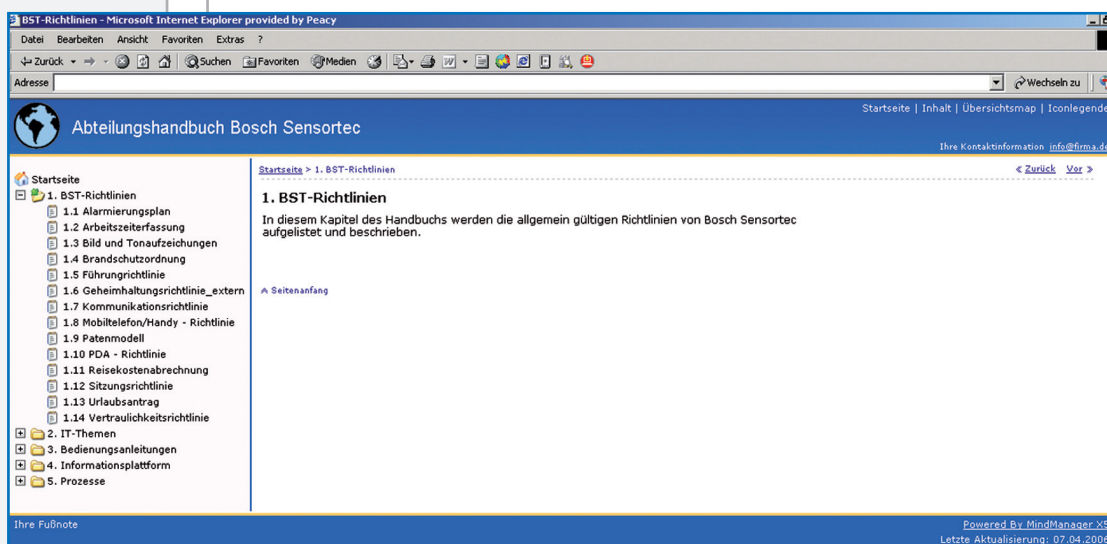 BST-Richtlinien - Microsoft Internet Explorer provided by Peacy
Datei Bearbeiten Ansicht Favoriten Extras ?
Zurück Suchen Favoriten Medien
Adresse Wechseln zu
Startseite | Inhalt | Übersichtsmap | Iconlegende
Abteilungshandbuch Bosch Sensortec
Ihre Kontaktinformation info@firma.de
Startseite > 1. BST-Richtlinien « Zurück Vor »
Startseite
1. BST-Richtlinien
1.1 Alarmierungsplan
1.2 Arbeitszeiterfassung
1.3 Bild und Tonaufzeichungen
1.4 Brandschutzordnung
1.5 Führungrichtlinie
1.6 Geheimhaltungsrichtlinie_extern
1.7 Kommunikationsrichtlinie
1.8 Mobiltelefon/Handy - Richtlinie
1.9 Patenmodell
1.10 PDA - Richtlinie
1.11 Reisekostenabrechnung
1.12 Sitzungsrichtlinie
1.13 Urlaubsantrag
1.14 Vertraulichkeitsrichtlinie
2. IT-Themen
3. Bedienungsanleitungen
4. Informationsplattform
5. Prozesse
1. BST-Richtlinien
In diesem Kapitel des Handbuchs werden die allgemein gültigen Richtlinien von Bosch Sensortec
aufgelistet und beschrieben.
Seitenanfang
Ihre Fußnote
Powered By MindManager X5
Letzte Aktualisierung: 07.04.2006